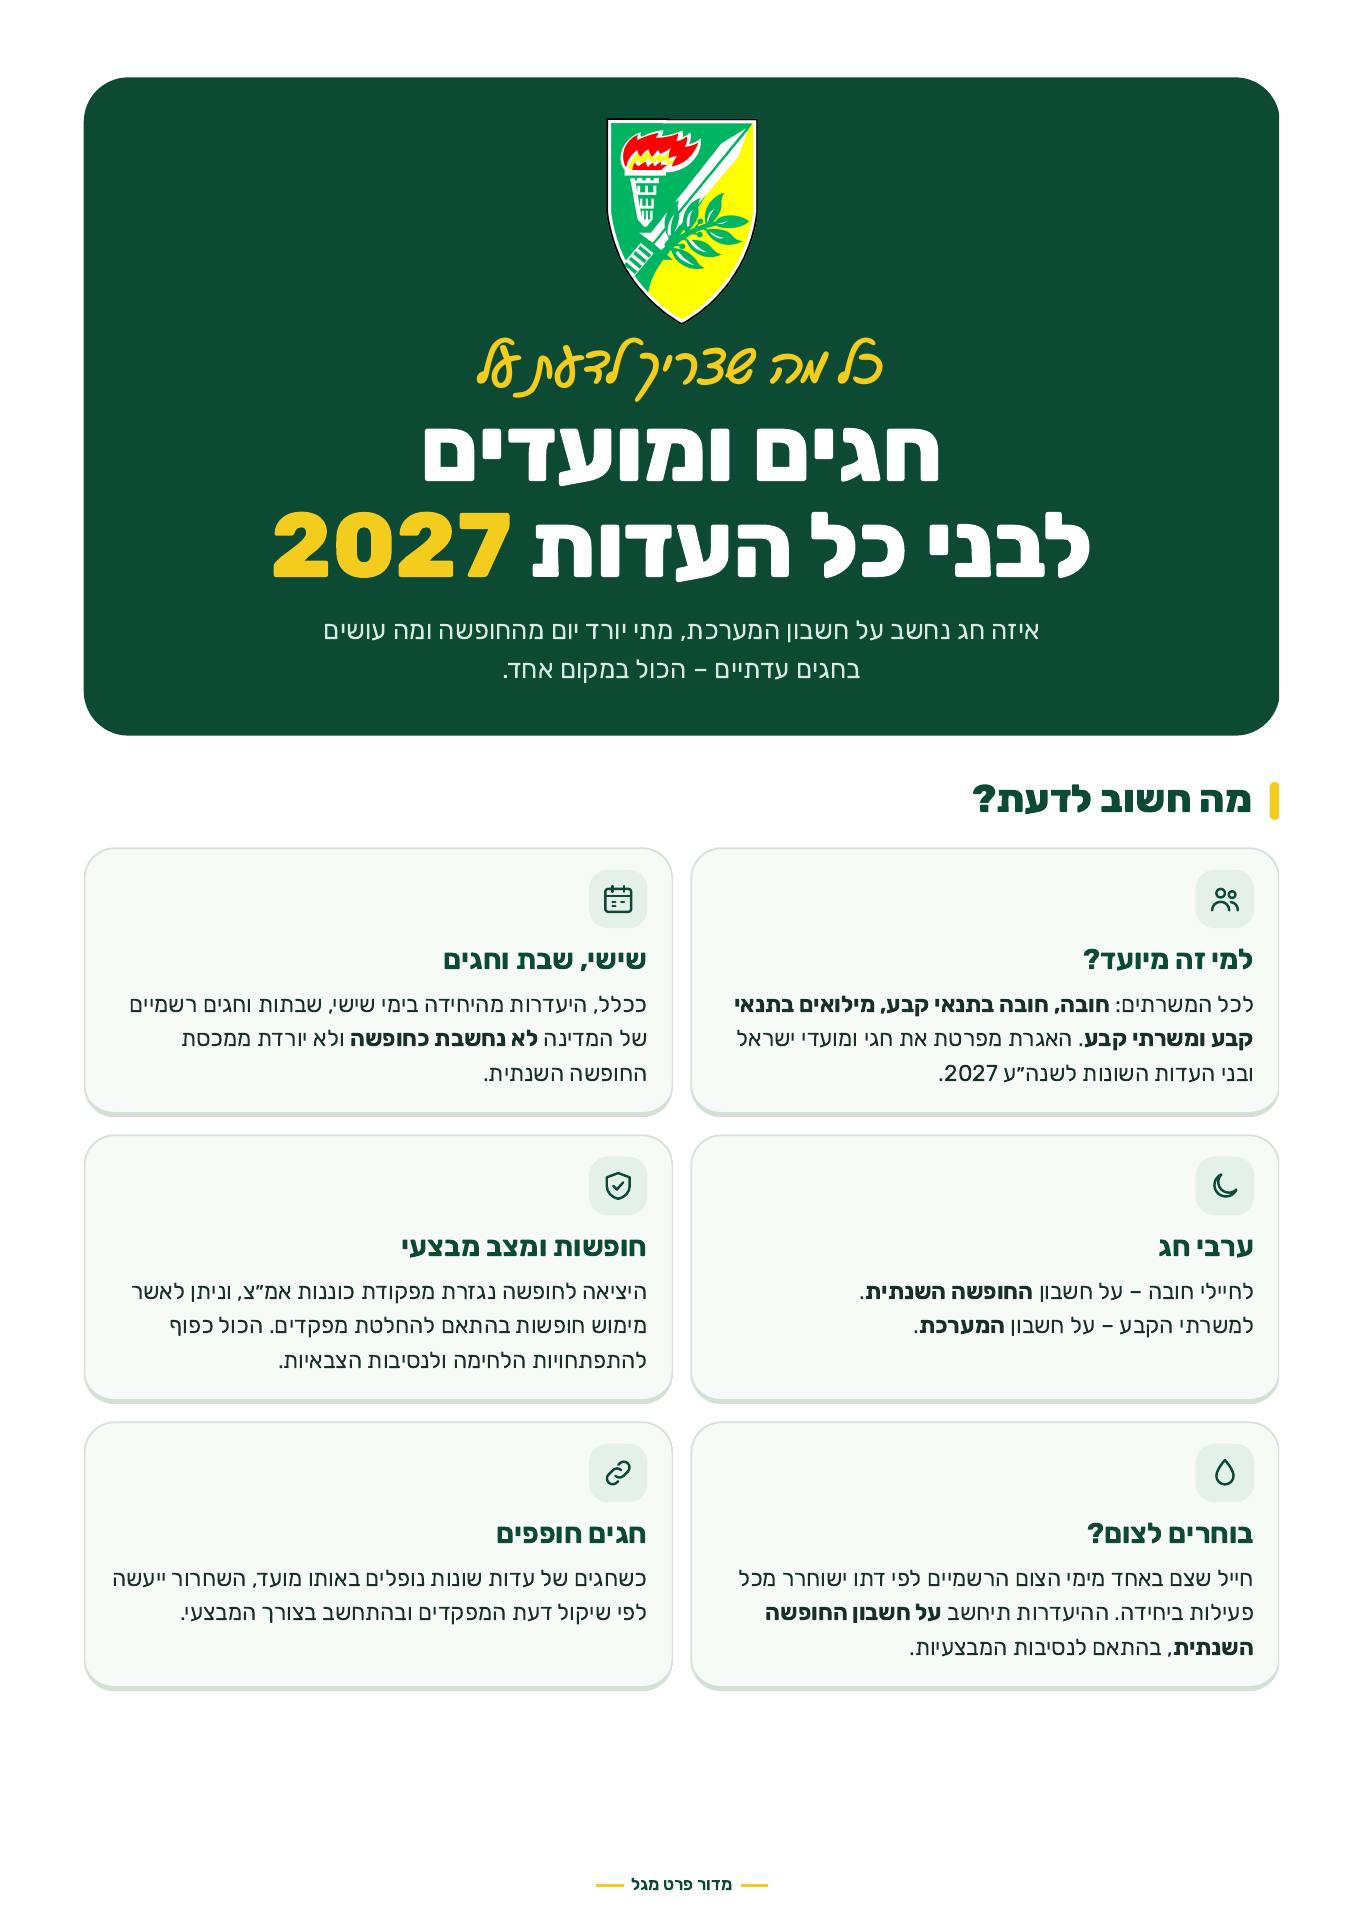 כל מה שצריך לדעת על
חגים ומועדים
לבני כל העדות 2027
איזה חג נחשב על חשבון המערכת, מתי יורד יום מהחופשה ומה עושים
בחגים עדתיים – הכול במקום אחד.
מה חשוב לדעת?
למי זה מיועד?
לכל המשרתים: חובה, חובה בתנאי קבע, מילואים בתנאי
קבע ומשרתי קבע. האגרת מפרטת את חגי ומועדי ישראל
ובני העדות השונות לשנה״ע 2027.
שישי, שבת וחגים
ככלל, היעדרות מהיחידה בימי שישי, שבתות וחגים רשמיים
של המדינה לא נחשבת כחופשה ולא יורדת ממכסת
החופשה השנתית.
ערבי חג
לחיילי חובה – על חשבון החופשה השנתית.
למשרתי הקבע – על חשבון המערכת.
חופשות ומצב מבצעי
היציאה לחופשה נגזרת מפקודת כוננות אמ״צ, וניתן לאשר
מימוש חופשות בהתאם להחלטת מפקדים. הכול כפוף
להתפתחויות הלחימה ולנסיבות הצבאיות.
בוחרים לצום?
חייל שצם באחד מימי הצום הרשמיים לפי דתו ישוחרר מכל
פעילות ביחידה. ההיעדרות תיחשב על חשבון החופשה
השנתית, בהתאם לנסיבות המבצעיות.
חגים חופפים
כשחגים של עדות שונות נופלים באותו מועד, השחרור ייעשה
לפי שיקול דעת המפקדים ובהתחשב בצורך המבצעי.
מדור פרט מגל